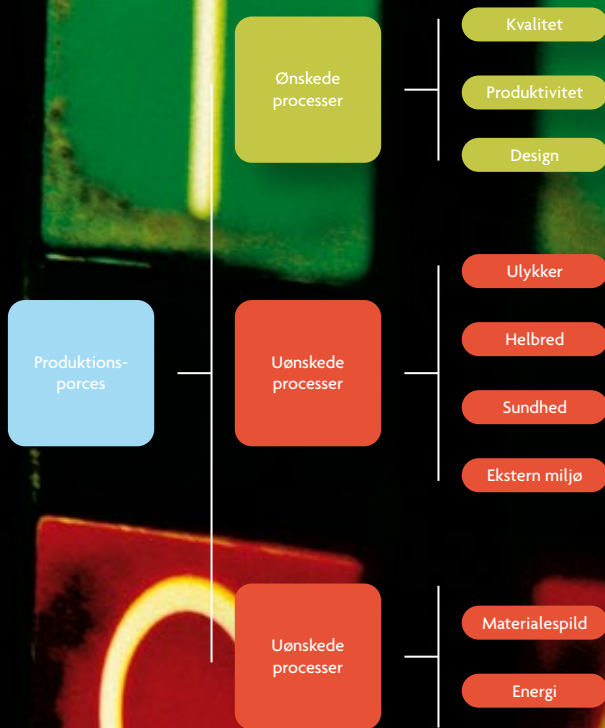 Ønskede
processer
Kvalitet
Produktivitet
Design
Produktions-
porces
Uønskede
processer
Ulykker
Helbred
Sundhed
Ekstern miljø
Uønskede
processer
Materialespild
Energi